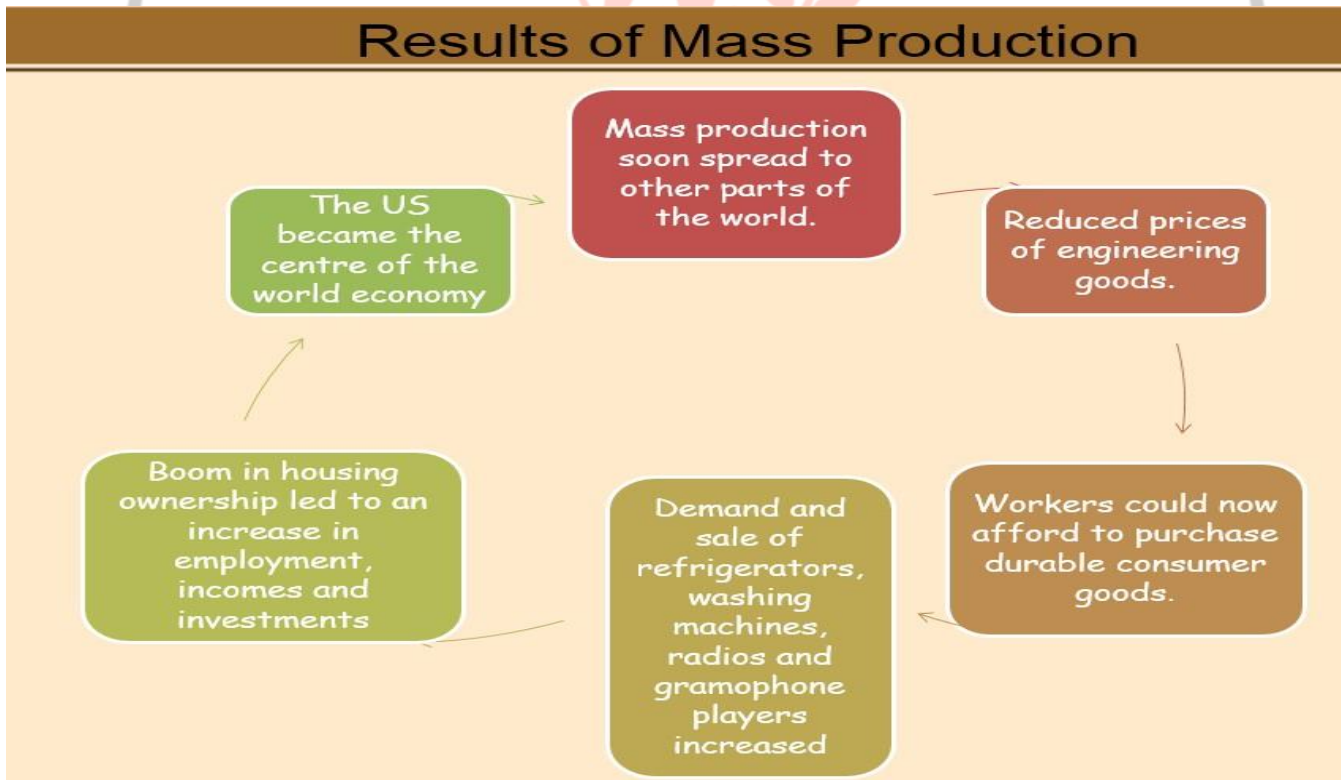 Results of Mass Production
Mass production
soon spread to
other parts of
the world.
Reduced prices
of engineering
goods.
Workers could now
afford to purchase
durable consumer
goods.
Demand and
sale of
refrigerators,
washing
machines,
radios and
gramophone
players
increased
Boom in housing
ownership led to an
increase in
employment,
incomes and
investments
The US
became the
centre of the
world economy